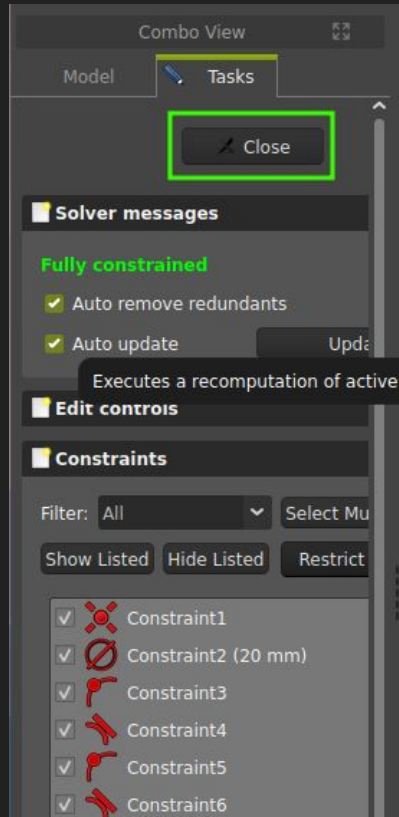 Combo View
Model Tasks
Close
Solver messages
Fully constrained
Auto remove redundants
Auto update Upda
Executes a recomputation of active
Edit controls
Constraints
Filter: All Select Mu
Show Listed Hide Listed Restrict
Constraint1
Constraint2 (20 mm)
Constraint3
Constraint4
Constraint5
Constraint6